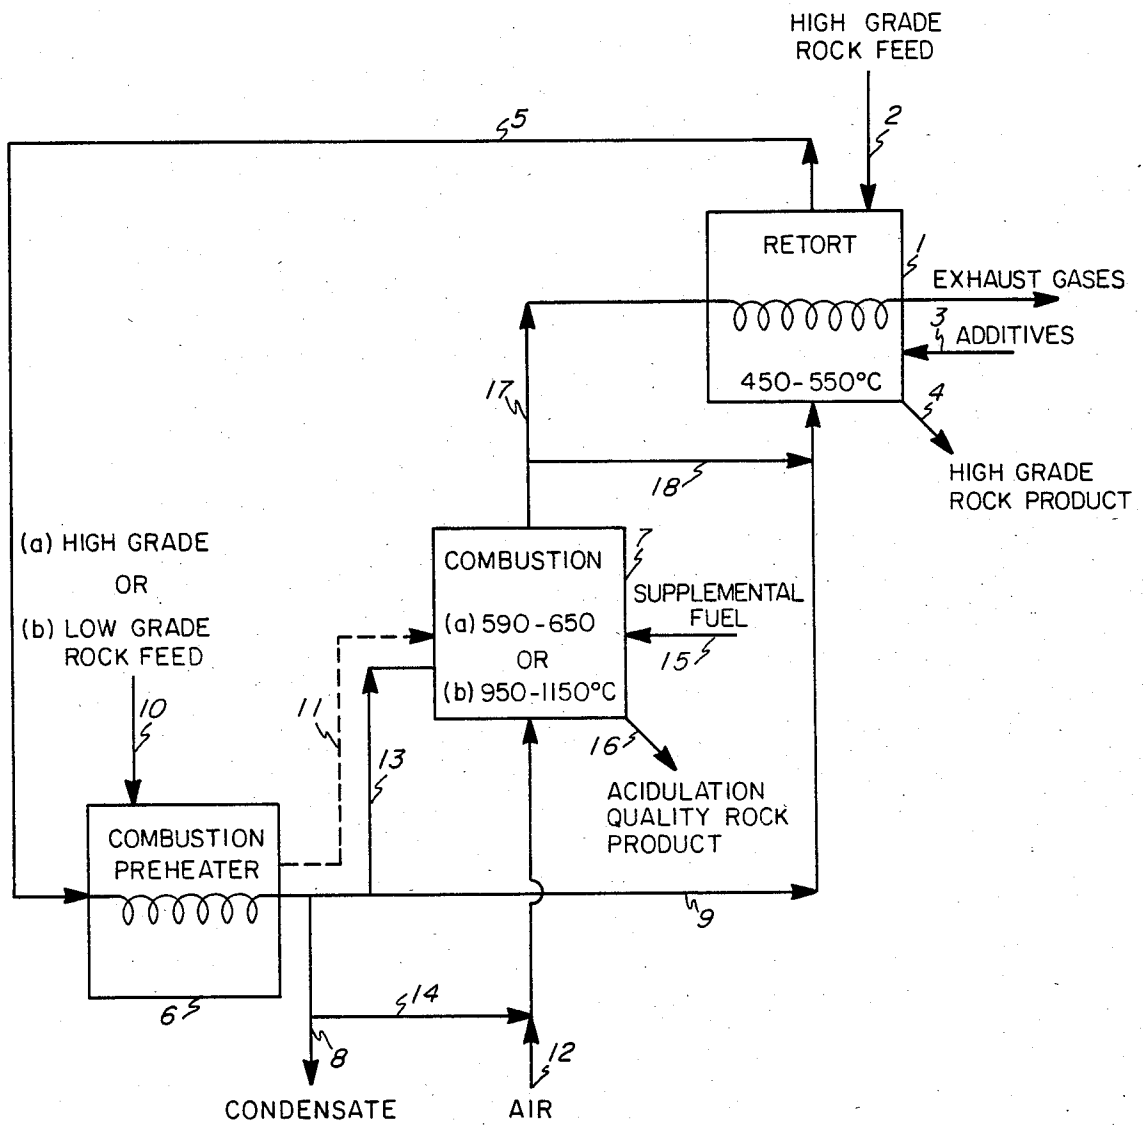 HIGH GRADE
ROCK FEED
5
2
RETORT
1
EXHAUST GASES
3
ADDITIVES
450-550°C
4
17
18
HIGH GRADE
ROCK PRODUCT
(a) HIGH GRADE
OR
(b) LOW GRADE
ROCK FEED
7
COMBUSTION
SUPPLEMENTAL
FUEL
(a) 590-650
OR
(b) 950-1150°C
15
10
11
13
16
ACIDULATION
QUALITY ROCK
PRODUCT
COMBUSTION
PREHEATER
9
6
14
8
12
CONDENSATE
AIR